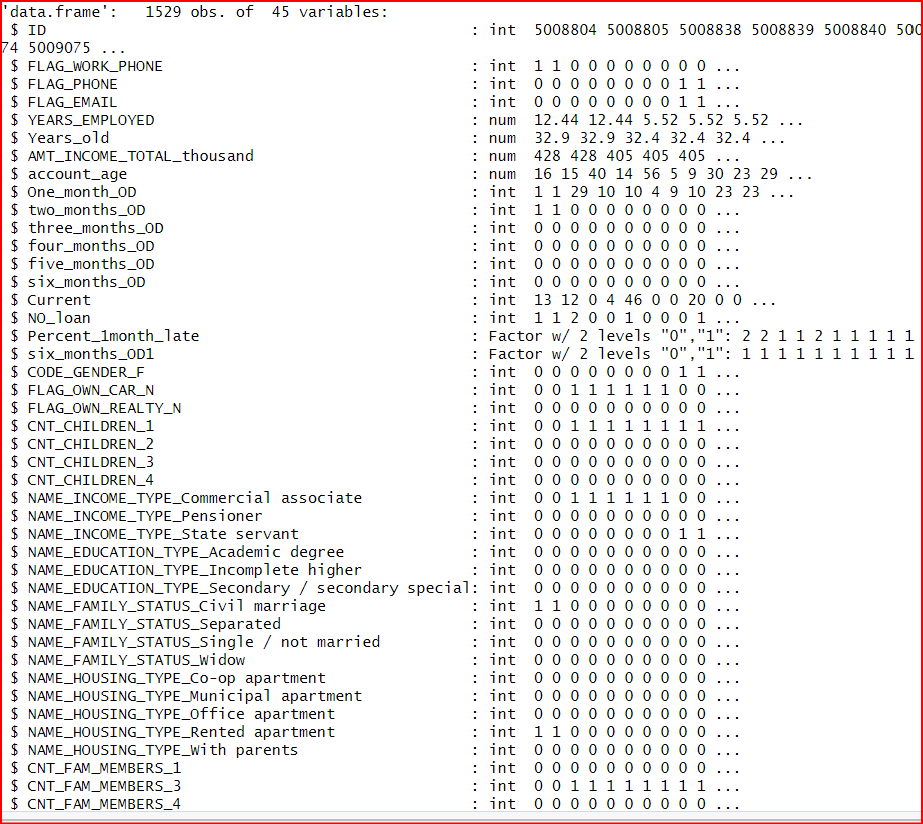 'data.frame':   1529 obs. of  45 variables:
 $ ID                                               : int  5008804 5008805 5008838 5008839 5008840
74 5009075 ...
 $ FLAG_WORK_PHONE                                  : int  1 1 0 0 0 0 0 0 0 0 ...
 $ FLAG_PHONE                                       : int  0 0 0 0 0 0 0 0 1 1 ...
 $ FLAG_EMAIL                                       : int  0 0 0 0 0 0 0 0 1 1 ...
 $ YEARS_EMPLOYED                                   : num  12.44 12.44 5.52 5.52 5.52 ...
 $ Years_old                                        : num  32.9 32.9 32.4 32.4 32.4 ...
 $ AMT_INCOME_TOTAL_thousand                        : num  428 428 405 405 405 ...
 $ account_age                                      : num  16 15 40 14 56 5 9 30 23 29 ...
 $ One_month_OD                                     : int  1 1 29 10 10 4 9 10 23 23 ...
 $ two_months_OD                                    : int  1 1 0 0 0 0 0 0 0 0 ...
 $ three_months_OD                                  : int  0 0 0 0 0 0 0 0 0 0 ...
 $ four_months_OD                                   : int  0 0 0 0 0 0 0 0 0 0 ...
 $ five_months_OD                                   : int  0 0 0 0 0 0 0 0 0 0 ...
 $ six_months_OD                                    : int  0 0 0 0 0 0 0 0 0 0 ...
 $ Current                                          : int  13 12 0 4 46 0 0 20 0 0 ...
 $ NO_loan                                          : int  1 1 2 0 0 1 0 0 0 1 ...
 $ Percent_1month_late                              : Factor w/ 2 levels "0","1": 2 2 1 1 2 1 1 1 1 1
 $ six_months_OD1                                   : Factor w/ 2 levels "0","1": 1 1 1 1 1 1 1 1 1 1
 $ CODE_GENDER_F                                    : int  0 0 0 0 0 0 0 0 1 1 ...
 $ FLAG_OWN_CAR_N                                   : int  0 0 1 1 1 1 1 1 0 0 ...
 $ FLAG_OWN_REALTY_N                                : int  0 0 0 0 0 0 0 0 0 0 ...
 $ CNT_CHILDREN_1                                   : int  0 0 1 1 1 1 1 1 1 1 ...
 $ CNT_CHILDREN_2                                   : int  0 0 0 0 0 0 0 0 0 0 ...
 $ CNT_CHILDREN_3                                   : int  0 0 0 0 0 0 0 0 0 0 ...
 $ CNT_CHILDREN_4                                   : int  0 0 0 0 0 0 0 0 0 0 ...
 $ NAME_INCOME_TYPE_Commercial associate            : int  0 0 1 1 1 1 1 1 0 0 ...
 $ NAME_INCOME_TYPE_Pensioner                       : int  0 0 0 0 0 0 0 0 0 0 ...
 $ NAME_INCOME_TYPE_State servant                   : int  0 0 0 0 0 0 0 0 1 1 ...
 $ NAME_EDUCATION_TYPE_Academic degree              : int  0 0 0 0 0 0 0 0 0 0 ...
 $ NAME_EDUCATION_TYPE_Incomplete higher            : int  0 0 0 0 0 0 0 0 0 0 ...
 $ NAME_EDUCATION_TYPE_Secondary / secondary special: int  0 0 0 0 0 0 0 0 0 0 ...
 $ NAME_FAMILY_STATUS_Civil marriage                : int  1 1 0 0 0 0 0 0 0 0 ...
 $ NAME_FAMILY_STATUS_Separated                     : int  0 0 0 0 0 0 0 0 0 0 ...
 $ NAME_FAMILY_STATUS_Single / not married          : int  0 0 0 0 0 0 0 0 0 0 ...
 $ NAME_FAMILY_STATUS_Widow                         : int  0 0 0 0 0 0 0 0 0 0 ...
 $ NAME_HOUSING_TYPE_Co-op apartment                : int  0 0 0 0 0 0 0 0 0 0 ...
 $ NAME_HOUSING_TYPE_Municipal apartment            : int  0 0 0 0 0 0 0 0 0 0 ...
 $ NAME_HOUSING_TYPE_Office apartment               : int  0 0 0 0 0 0 0 0 0 0 ...
 $ NAME_HOUSING_TYPE_Rented apartment               : int  1 1 0 0 0 0 0 0 0 0 ...
 $ NAME_HOUSING_TYPE_With parents                   : int  0 0 0 0 0 0 0 0 0 0 ...
 $ CNT_FAM_MEMBERS_1                                : int  0 0 0 0 0 0 0 0 0 0 ...
 $ CNT_FAM_MEMBERS_3                                : int  0 0 1 1 1 1 1 1 1 1 ...
 $ CNT_FAM_MEMBERS_4                                : int  0 0 0 0 0 0 0 0 0 0 ...